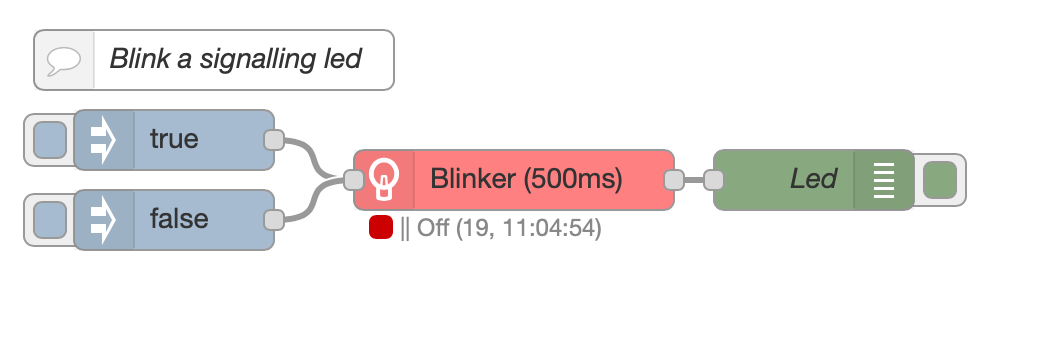 Blink a signalling led
true
false
Blinker (500ms)
|| Off (19, 11:04:54)
Led